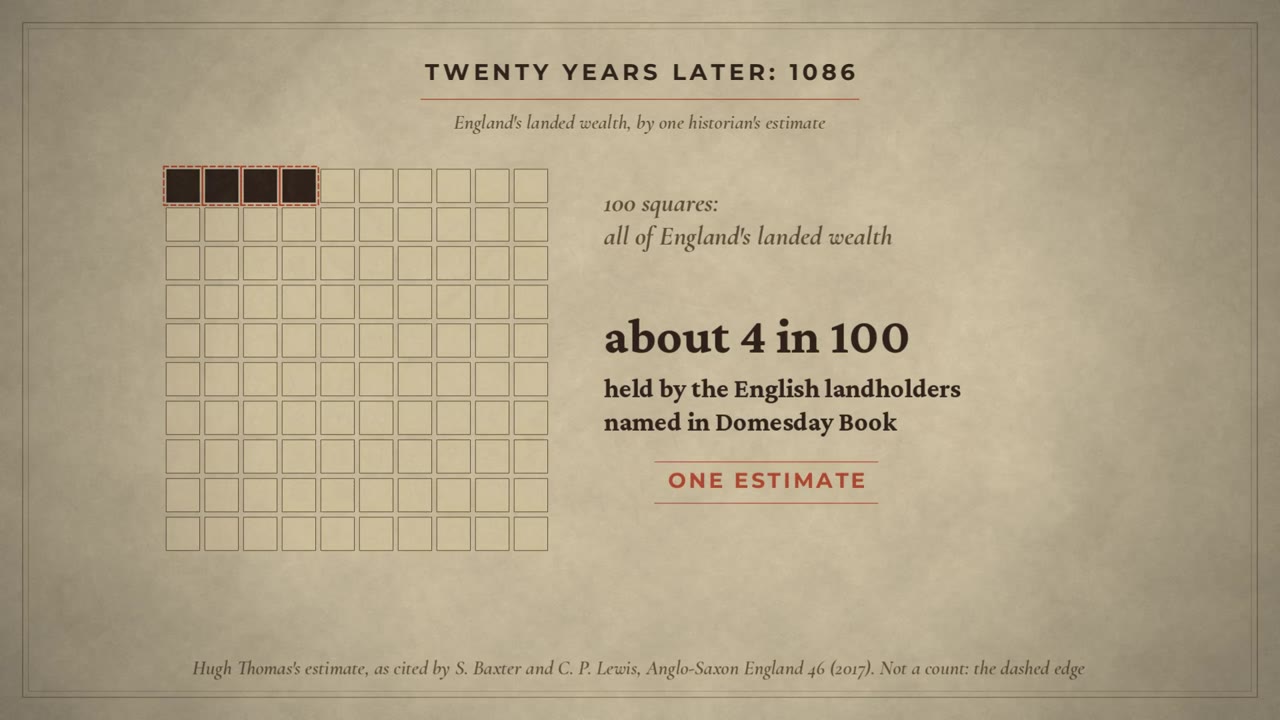 TWENTY YEARS LATER: 1086
England's landed wealth, by one historian's estimate
100 squares:
all of England's landed wealth
about 4 in 100
held by the English landholders
named in Domesday Book
ONE ESTIMATE
Hugh Thomas's estimate, as cited by S. Baxter and C. P. Lewis, Anglo-Saxon England 46 (2017). Not a count: the dashed edge